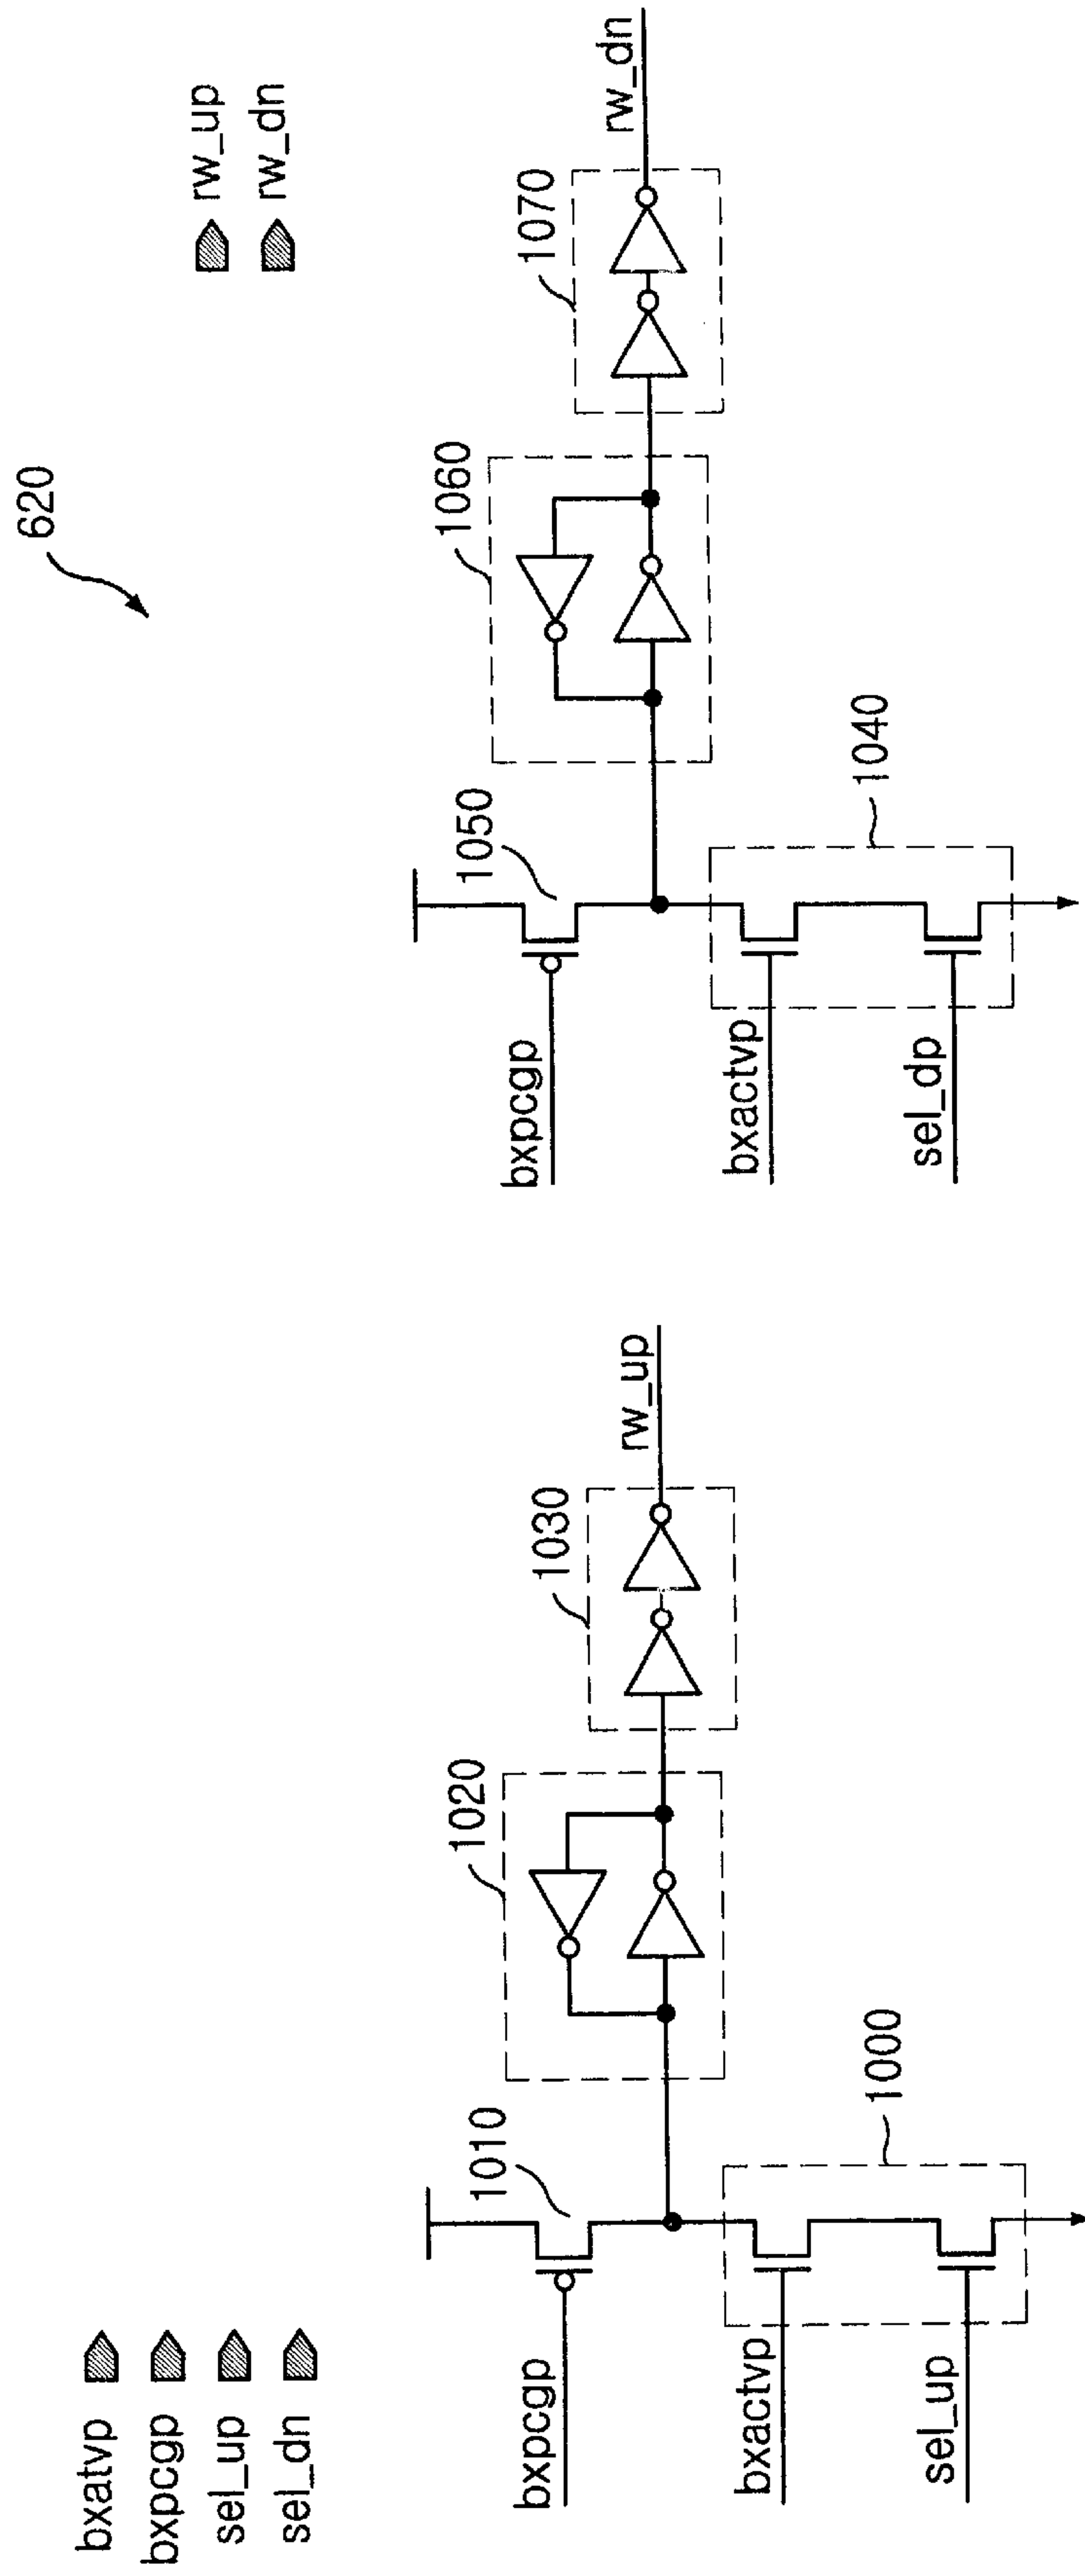 620
bxatvp
bxpcgp
sel_up
sel_dn
rw_up
rw_dn
bxpcgp
1010
bxactvp
sel_up
1000
1020
1030
rw_up
bxpcgp
1050
bxactvp
sel_dp
1040
1060
1070
rw_dn